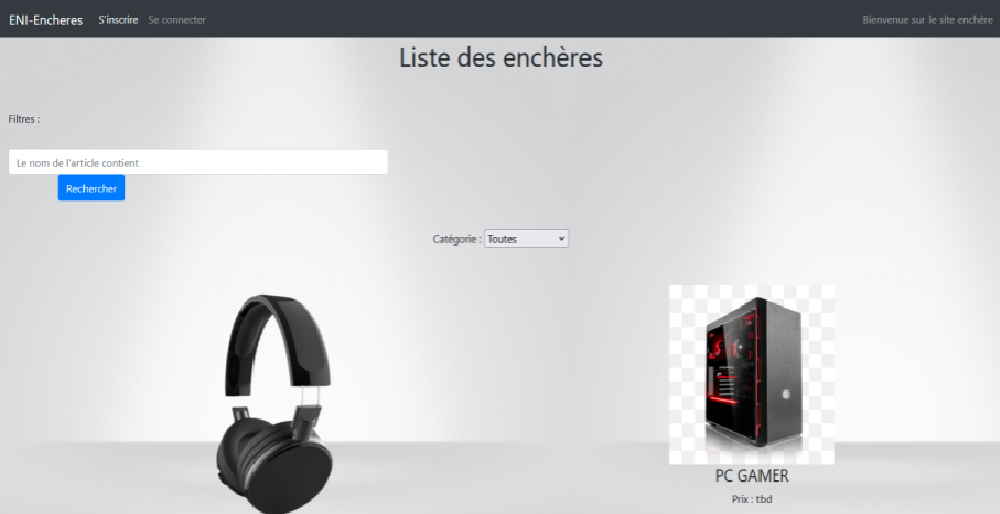 ENI-Encheres S'inscrire Se connecter Bienvenue sur le site enchère
Liste des enchères
Filtres :
Le nom de l'article contient
Rechercher
Catégorie : Toutes
PC GAMER
Prix : tbd